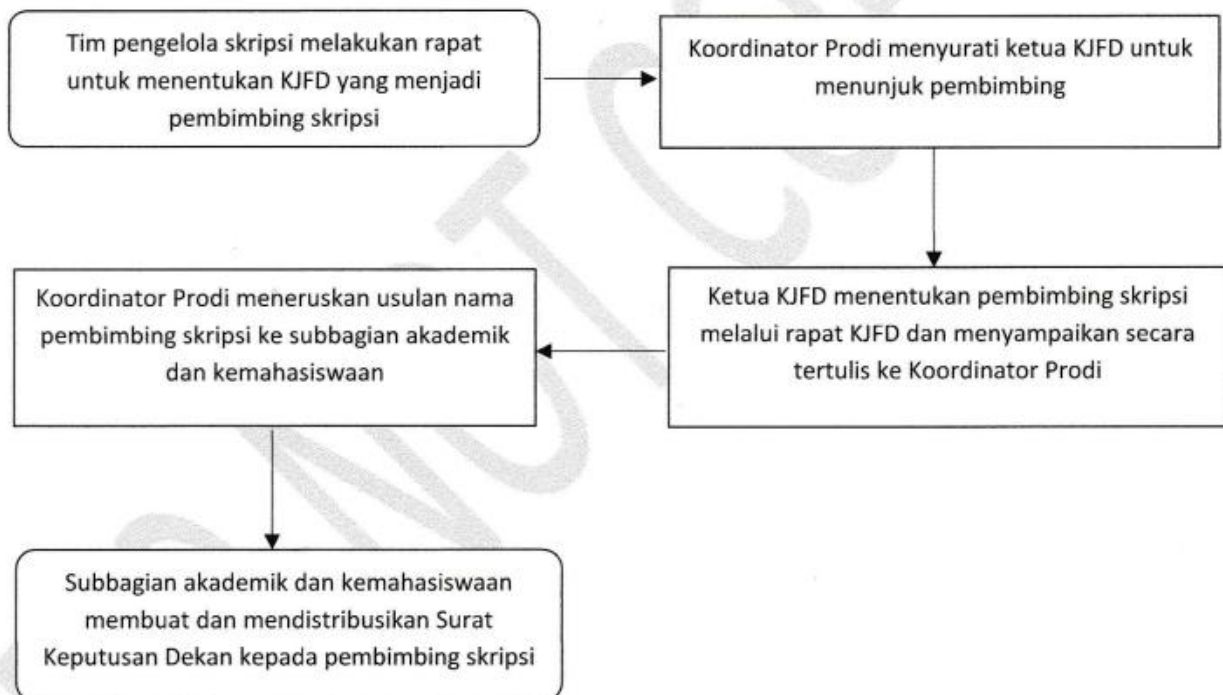 Tim pengelola skripsi melakukan rapat
untuk menentukan KJFD yang menjadi
pembimbing skripsi
Koordinator Prodi menyurati ketua KJFD untuk
menunjuk pembimbing
Ketua KJFD menentukan pembimbing skripsi
melalui rapat KJFD dan menyampaikan secara
tertulis ke Koordinator Prodi
Koordinator Prodi meneruskan usulan nama
pembimbing skripsi ke subbagian akademik
dan kemahasiswaan
Subbagian akademik dan kemahasiswaan
membuat dan mendistribusikan Surat
Keputusan Dekan kepada pembimbing skripsi